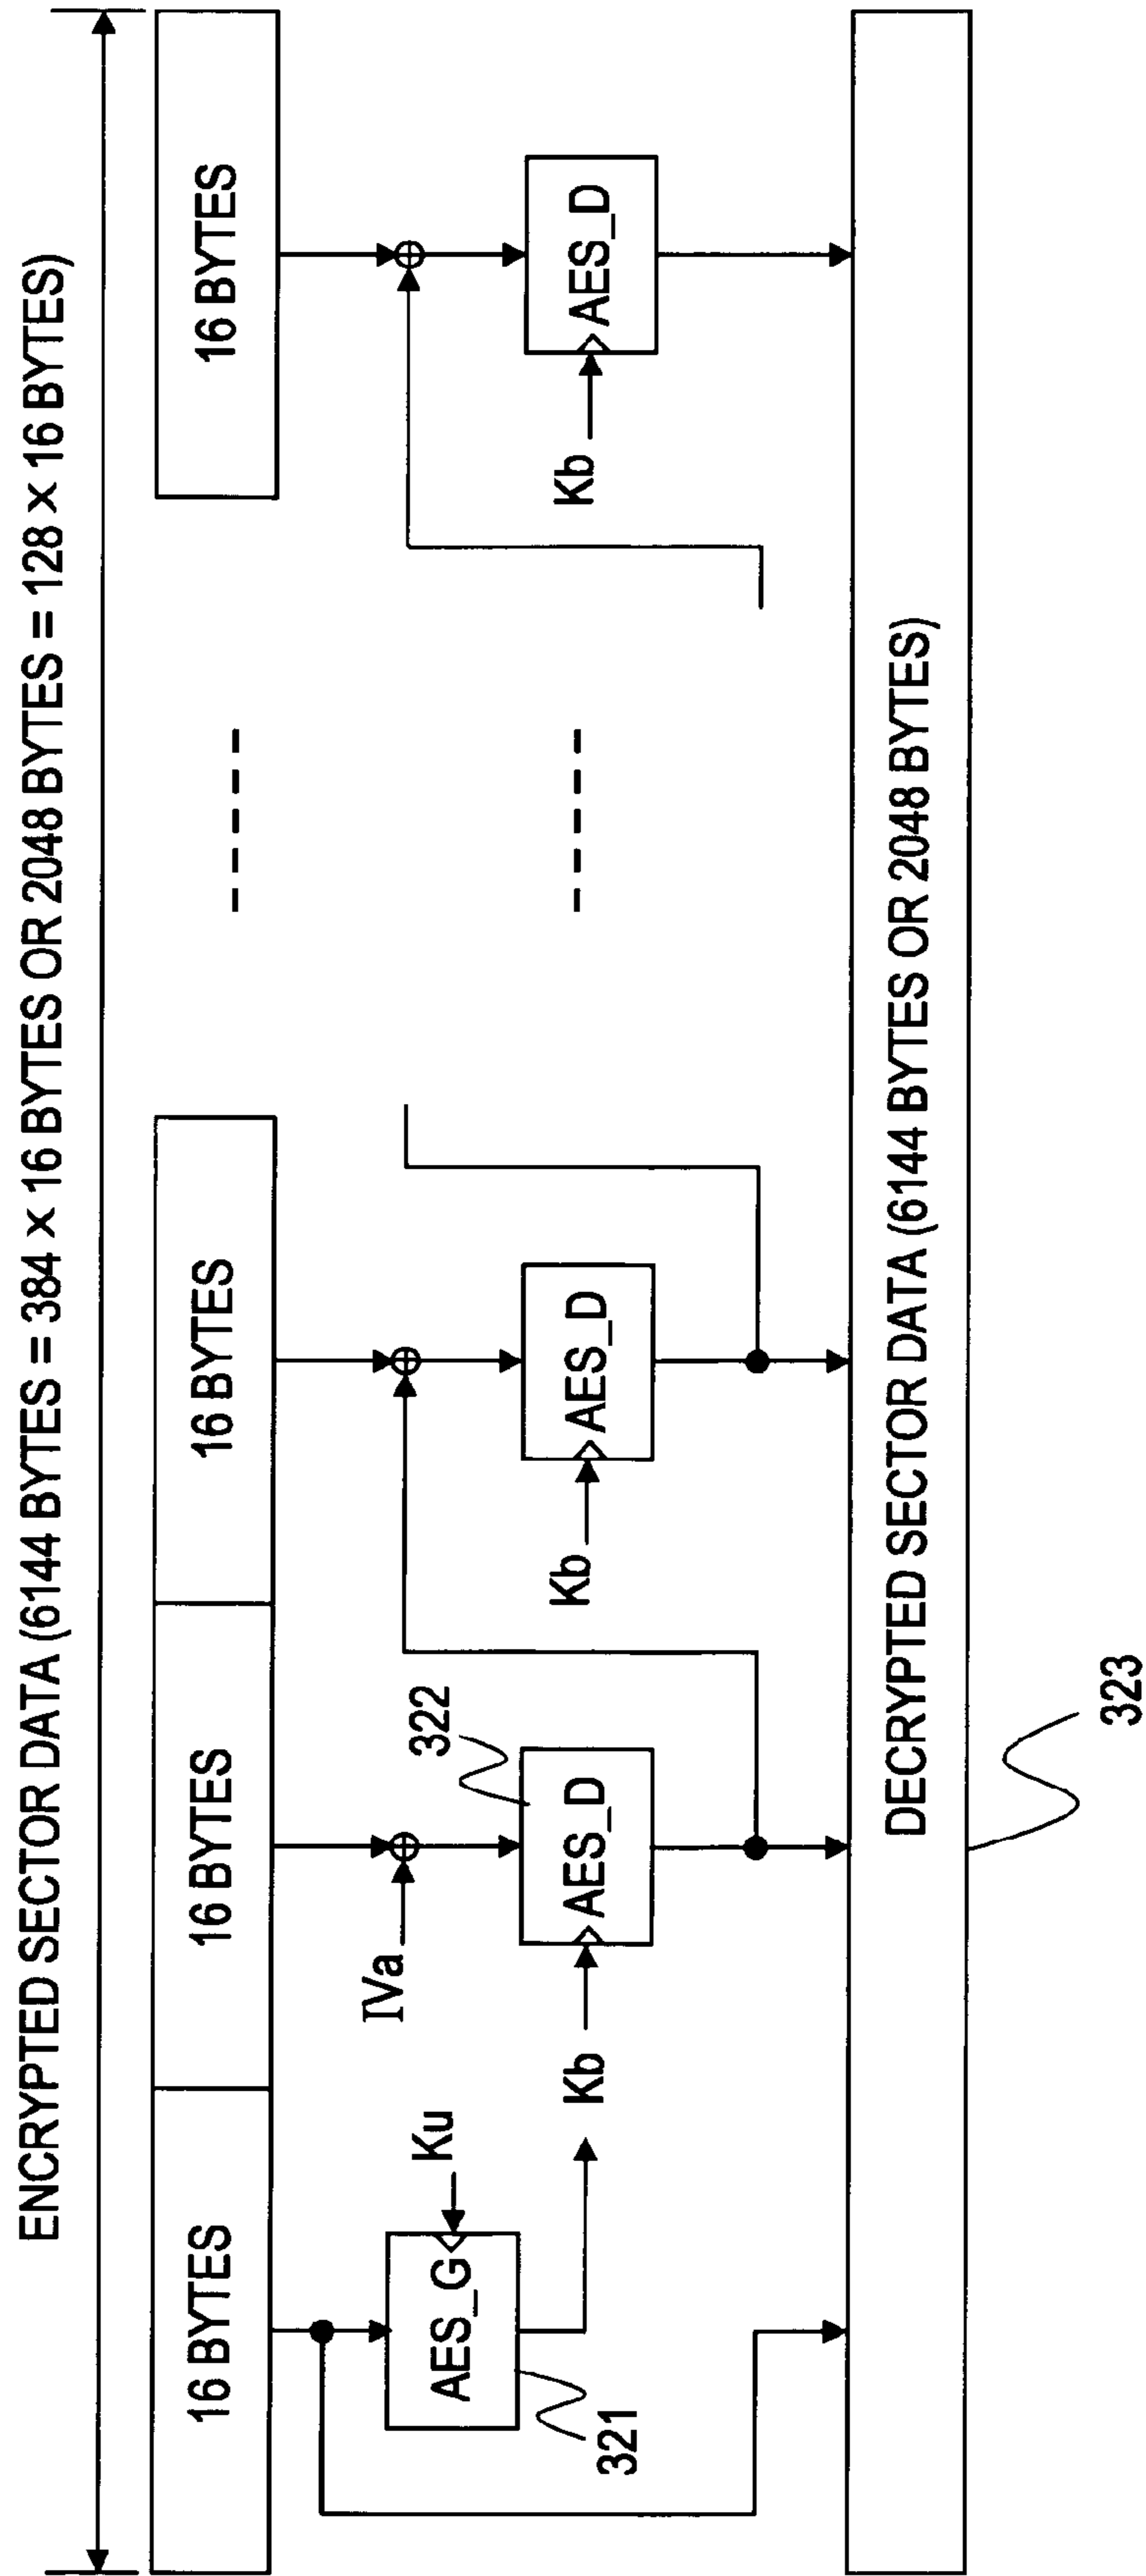 ENCRYPTED SECTOR DATA (6144 BYTES = 384 × 16 BYTES OR 2048 BYTES = 128 × 16 BYTES)
16 BYTES
16 BYTES
16 BYTES
16 BYTES
IVa
Ku
AES_G
321
Kb
AES_D
322
Kb
AES_D
Kb
AES_D
DECRYPTED SECTOR DATA (6144 BYTES OR 2048 BYTES)
323